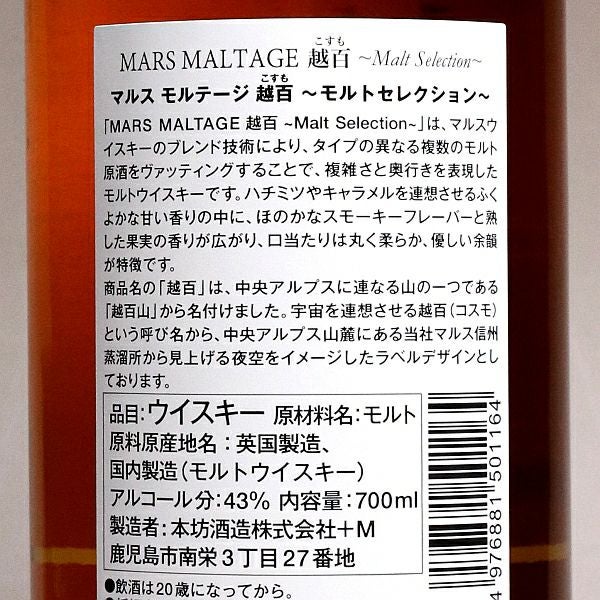 こすも
MARS MALTAGE 越百 ~Malt Selection~
こすも
マルス モルテージ 越百 ～モルトセレクション～
「MARS MALTAGE 越百 ~Malt Selection~」は、マルスウ
イスキーのブレンド技術により、タイプの異なる複数のモルト
原酒をヴァッティングすることで、複雑さと奥行きを表現した
モルトウイスキーです。ハチミツやキャラメルを連想させるふく
よかな甘い香りの中に、ほのかなスモーキーフレーバーと熟
した果実の香りが広がり、口当たりは丸く柔らか、優しい余韻
が特徴です。
商品名の「越百」は、中央アルプスに連なる山の一つである
「越百山」から名付けました。宇宙を連想させる越百（コスモ）
という呼び名から、中央アルプス山麓にある当社マルス信州
蒸溜所から見上げる夜空をイメージしたラベルデザインとし
ております。
品目：ウイスキー 原材料名：モルト
原料原産地名：英国製造、
国内製造（モルトウイスキー）
アルコール分：43% 内容量：700ml
製造者：本坊酒造株式会社＋M
鹿児島市南栄3丁目27番地
●飲酒は20歳になってから。
4 976881 501164